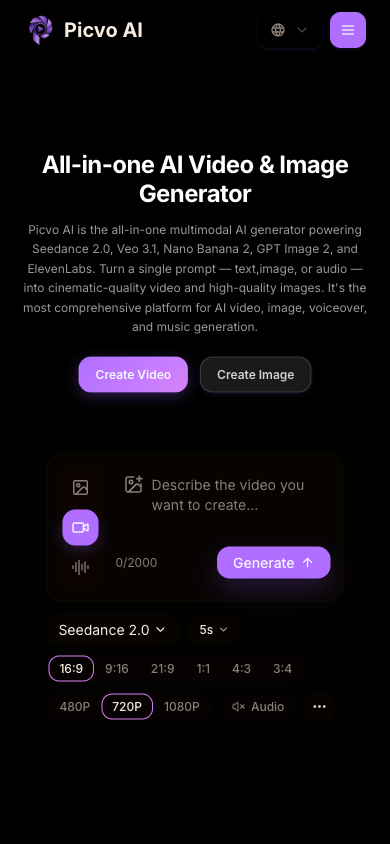 Picvo AI
All-in-one AI Video & Image
Generator
Picvo AI is the all-in-one multimodal AI generator powering
Seedance 2.0, Veo 3.1, Nano Banana 2, GPT Image 2, and
ElevenLabs. Turn a single prompt — text,image, or audio —
into cinematic-quality video and high-quality images. It's the
most comprehensive platform for AI video, image, voiceover,
and music generation.
Create Video Create Image
Describe the video you
want to create...
0/2000 Generate
Seedance 2.0 5s
16:9 9:16 21:9 1:1 4:3 3:4
480P 720P 1080P Audio